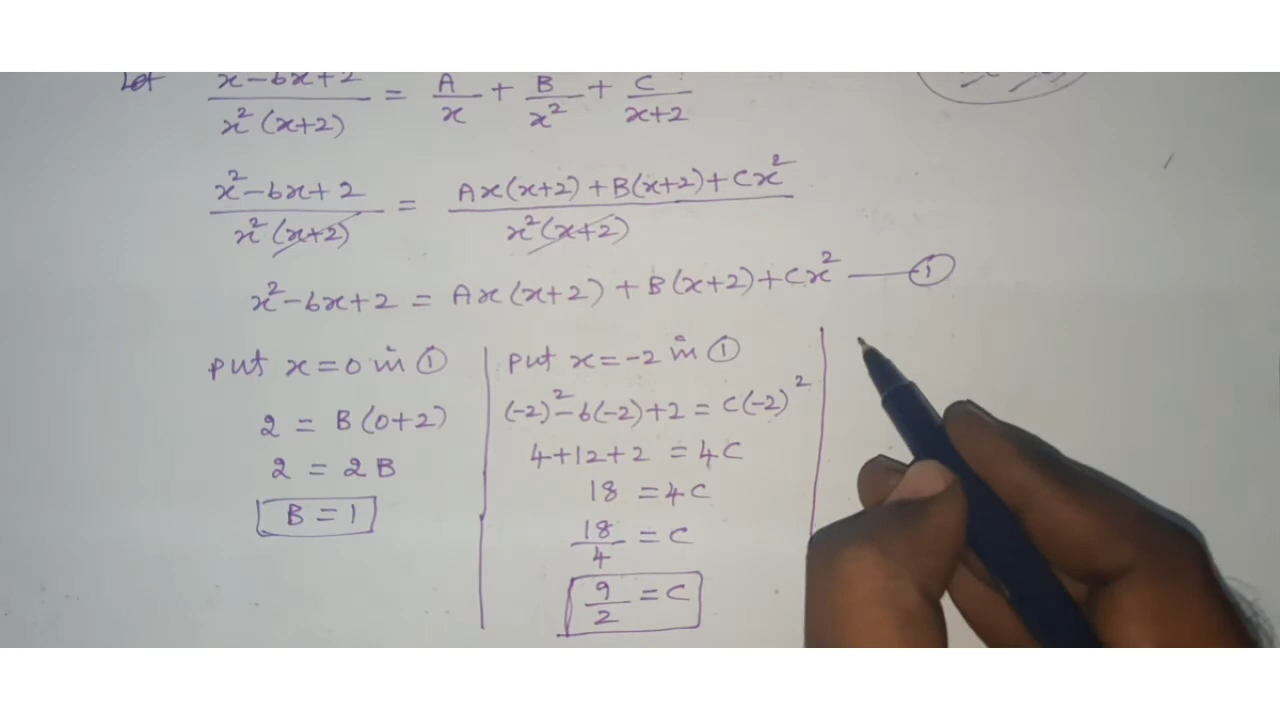 Let x-6x+2/x²(x+2) = A/x + B/x² + C/x+2
x²-6x+2/x²(x+2) = Ax(x+2)+B(x+2)+Cx²/x²(x+2)
x²-6x+2 = Ax(x+2)+B(x+2)+Cx² — ①
put x=0 in ①
2 = B(0+2)
2 = 2B
B = 1
put x=-2 in ①
(-2)²-6(-2)+2 = C(-2)²
4+12+2 = 4C
18 = 4C
18/4 = C
9/2 = C